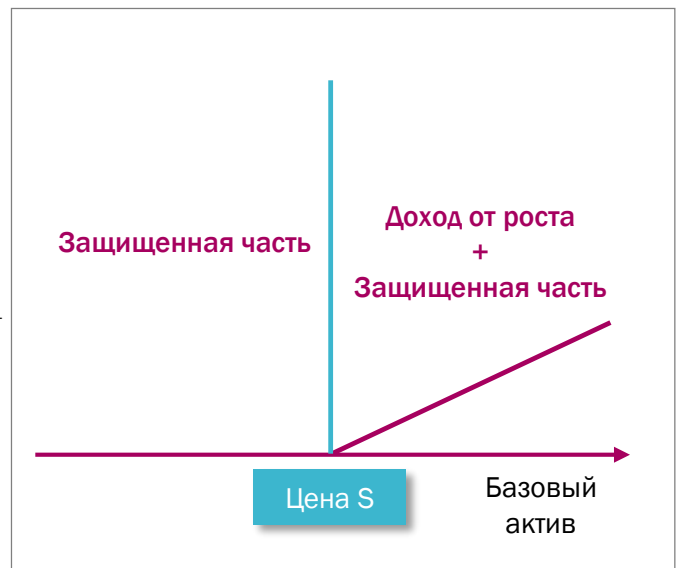 Защищенная часть
Доход от роста
+
Защищенная часть
Цена S
Базовый
актив